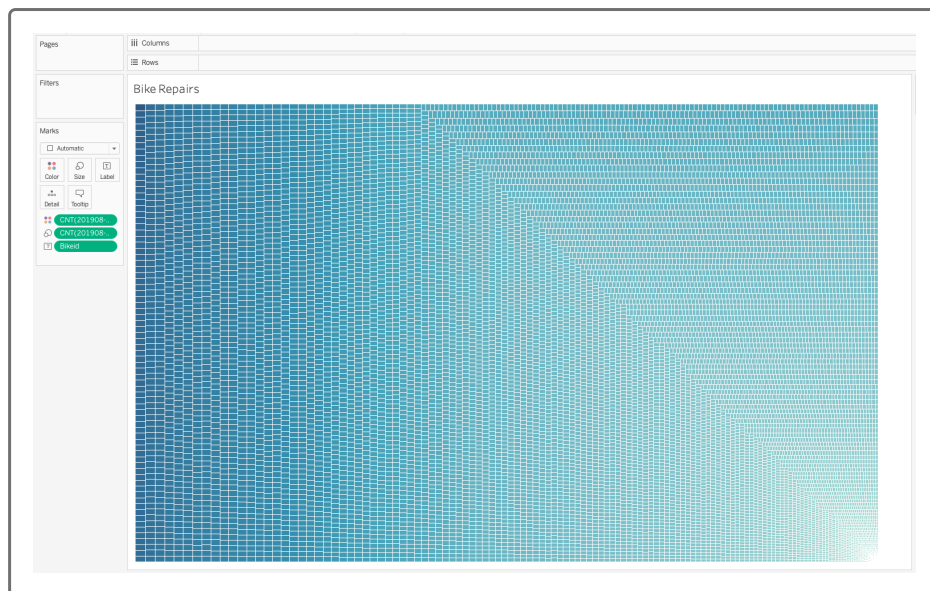 Pages
Columns
Rows
Filters
Bike Repairs
Marks
Automatic
Color
Size
Label
Detail
Tooltip
CNT(201908-...
CNT(201908-...
Bikeid